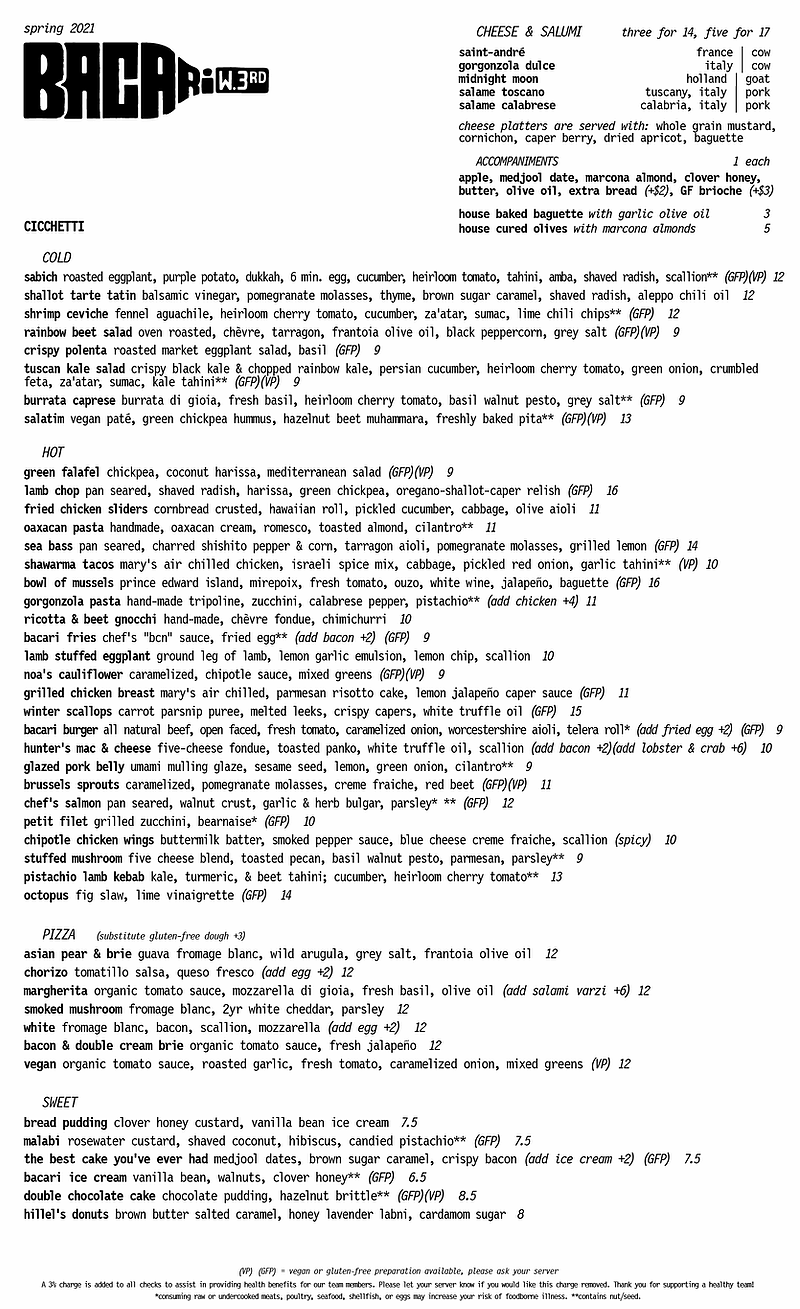 spring 2021
BACARi W.3RD
CHEESE & SALUMI three for 14, five for 17
saint-andré france | cow
gorgonzola dulce italy | cow
midnight moon holland | goat
salame toscano tuscany, italy | pork
salame calabrese calabria, italy | pork
cheese platters are served with: whole grain mustard,
cornichon, caper berry, dried apricot, baguette
ACCOMPANIMENTS 1 each
apple, medjool date, marcona almond, clover honey,
butter, olive oil, extra bread (+$2), GF brioche (+$3)
house baked baguette with garlic olive oil 3
house cured olives with marcona almonds 5
CICCHETTI
COLD
sabich roasted eggplant, purple potato, dukkah, 6 min. egg, cucumber, heirloom tomato, tahini, amba, shaved radish, scallion** (GFP)(VP) 12
shallot tarte tatin balsamic vinegar, pomegranate molasses, thyme, brown sugar caramel, shaved radish, aleppo chili oil 12
shrimp ceviche fennel aguachile, heirloom cherry tomato, cucumber, za'atar, sumac, lime chili chips** (GFP) 12
rainbow beet salad oven roasted, chèvre, tarragon, frantoia olive oil, black peppercorn, grey salt (GFP)(VP) 9
crispy polenta roasted market eggplant salad, basil (GFP) 9
tuscan kale salad crispy black kale & chopped rainbow kale, persian cucumber, heirloom cherry tomato, green onion, crumbled
feta, za'atar, sumac, kale tahini** (GFP)(VP) 9
burrata caprese burrata di gioia, fresh basil, heirloom cherry tomato, basil walnut pesto, grey salt** (GFP) 9
salatim vegan paté, green chickpea hummus, hazelnut beet muhammara, freshly baked pita** (GFP)(VP) 13
HOT
green falafel chickpea, coconut harissa, mediterranean salad (GFP)(VP) 9
lamb chop pan seared, shaved radish, harissa, green chickpea, oregano-shallot-caper relish (GFP) 16
fried chicken sliders cornbread crusted, hawaiian roll, pickled cucumber, cabbage, olive aioli 11
oaxacan pasta handmade, oaxacan cream, romesco, toasted almond, cilantro** 11
sea bass pan seared, charred shishito pepper & corn, tarragon aioli, pomegranate molasses, grilled lemon (GFP) 14
shawarma tacos mary's air chilled chicken, israeli spice mix, cabbage, pickled red onion, garlic tahini** (VP) 10
bowl of mussels prince edward island, mirepoix, fresh tomato, ouzo, white wine, jalapeño, baguette (GFP) 16
gorgonzola pasta hand-made tripoline, zucchini, calabrese pepper, pistachio** (add chicken +4) 11
ricotta & beet gnocchi hand-made, chèvre fondue, chimichurri 10
bacari fries chef's "bcn" sauce, fried egg** (add bacon +2) (GFP) 9
lamb stuffed eggplant ground leg of lamb, lemon garlic emulsion, lemon chip, scallion 10
noa's cauliflower caramelized, chipotle sauce, mixed greens (GFP)(VP) 9
grilled chicken breast mary's air chilled, parmesan risotto cake, lemon jalapeño caper sauce (GFP) 11
winter scallops carrot parsnip puree, melted leeks, crispy capers, white truffle oil (GFP) 15
bacari burger all natural beef, open faced, fresh tomato, caramelized onion, worcestershire aioli, telera roll* (add fried egg +2) (GFP) 9
hunter's mac & cheese five-cheese fondue, toasted panko, white truffle oil, scallion (add bacon +2)(add lobster & crab +6) 10
glazed pork belly umami mulling glaze, sesame seed, lemon, green onion, cilantro** 9
brussels sprouts caramelized, pomegranate molasses, creme fraiche, red beet (GFP)(VP) 11
chef's salmon pan seared, walnut crust, garlic & herb bulgar, parsley* ** (GFP) 12
petit filet grilled zucchini, bearnaise* (GFP) 10
chipotle chicken wings buttermilk batter, smoked pepper sauce, blue cheese creme fraiche, scallion (spicy) 10
stuffed mushroom five cheese blend, toasted pecan, basil walnut pesto, parmesan, parsley** 9
pistachio lamb kebab kale, turmeric, & beet tahini; cucumber, heirloom cherry tomato** 13
octopus fig slaw, lime vinaigrette (GFP) 14
PIZZA (substitute gluten-free dough +3)
asian pear & brie guava fromage blanc, wild arugula, grey salt, frantoia olive oil 12
chorizo tomatillo salsa, queso fresco (add egg +2) 12
margherita organic tomato sauce, mozzarella di gioia, fresh basil, olive oil (add salami varzi +6) 12
smoked mushroom fromage blanc, 2yr white cheddar, parsley 12
white fromage blanc, bacon, scallion, mozzarella (add egg +2) 12
bacon & double cream brie organic tomato sauce, fresh jalapeño 12
vegan organic tomato sauce, roasted garlic, fresh tomato, caramelized onion, mixed greens (VP) 12
SWEET
bread pudding clover honey custard, vanilla bean ice cream 7.5
malabi rosewater custard, shaved coconut, hibiscus, candied pistachio** (GFP) 7.5
the best cake you've ever had medjool dates, brown sugar caramel, crispy bacon (add ice cream +2) (GFP) 7.5
bacari ice cream vanilla bean, walnuts, clover honey** (GFP) 6.5
double chocolate cake chocolate pudding, hazelnut brittle** (GFP)(VP) 8.5
hillel's donuts brown butter salted caramel, honey lavender labni, cardamom sugar 8
(VP) (GFP) = vegan or gluten-free preparation available, please ask your server
A 3% charge is added to all checks to assist in providing health benefits for our team members. Please let your server know if you would like this charge removed. Thank you for supporting a healthy team!
*consuming raw or undercooked meats, poultry, seafood, shellfish, or eggs may increase your risk of foodborne illness. **contains nut/seed.